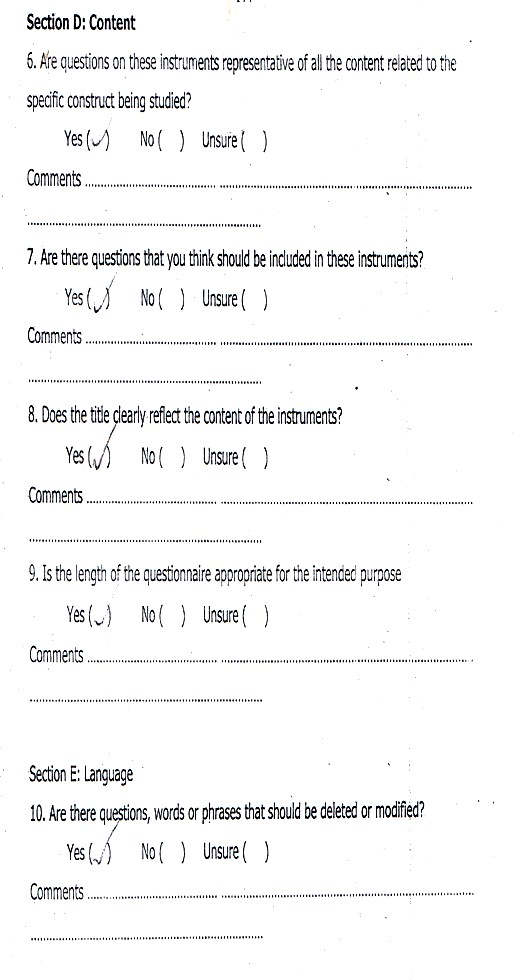 Section D: Content
6. Are questions on these instruments representative of all the content related to the
specific construct being studied?
Yes (✓) No ( ) Unsure ( )
Comments ........................................ ................................................................................
........................................................................
7. Are there questions that you think should be included in these instruments?
Yes (✓) No ( ) Unsure ( )
Comments ........................................ ................................................................................
........................................................................
8. Does the title clearly reflect the content of the instruments?
Yes (✓) No ( ) Unsure ( )
Comments ........................................ ................................................................................
........................................................................
9. Is the length of the questionnaire appropriate for the intended purpose
Yes (✓) No ( ) Unsure ( )
Comments ........................................ ................................................................................
........................................................................
Section E: Language
10. Are there questions, words or phrases that should be deleted or modified?
Yes (✓) No ( ) Unsure ( )
Comments ........................................ ................................................................................
........................................................................